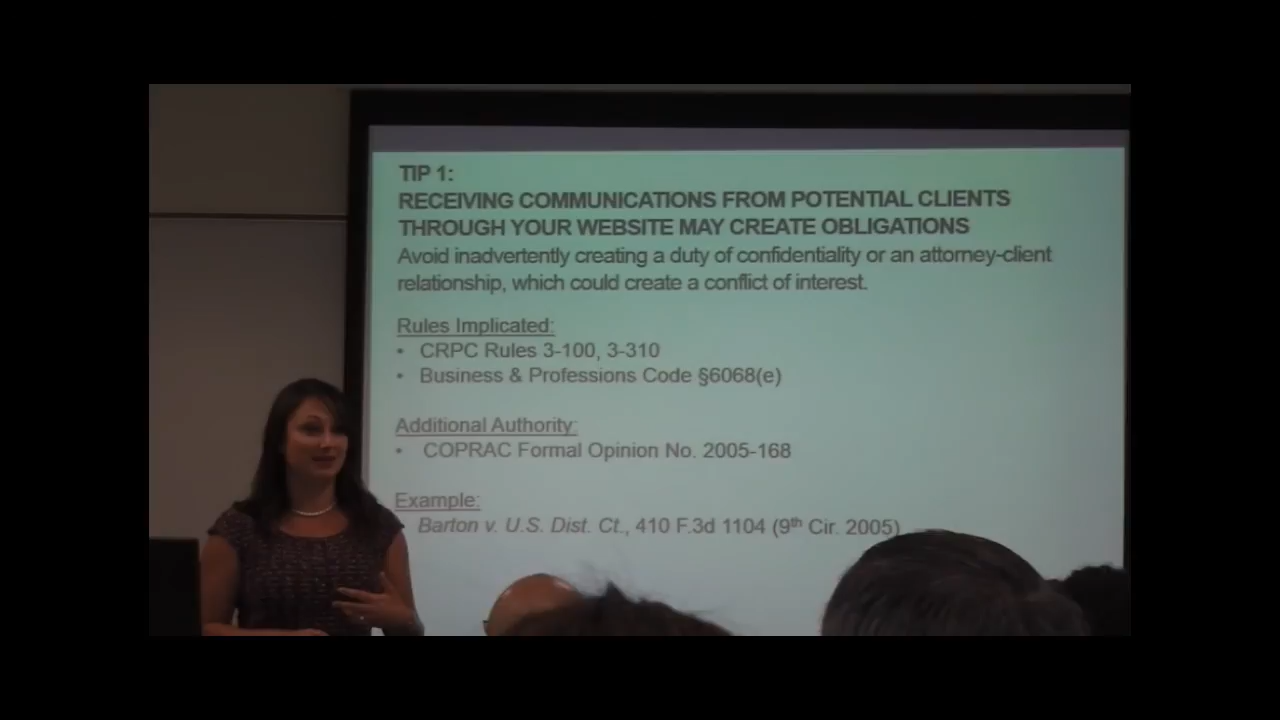 TIP 1:
RECEIVING COMMUNICATIONS FROM POTENTIAL CLIENTS
THROUGH YOUR WEBSITE MAY CREATE OBLIGATIONS
Avoid inadvertently creating a duty of confidentiality or an attorney-client
relationship, which could create a conflict of interest.
Rules Implicated:
• CRPC Rules 3-100, 3-310
• Business & Professions Code §6068(e)
Additional Authority:
• COPRAC Formal Opinion No. 2005-168
Example:
Barton v. U.S. Dist. Ct., 410 F.3d 1104 (9th Cir. 2005)